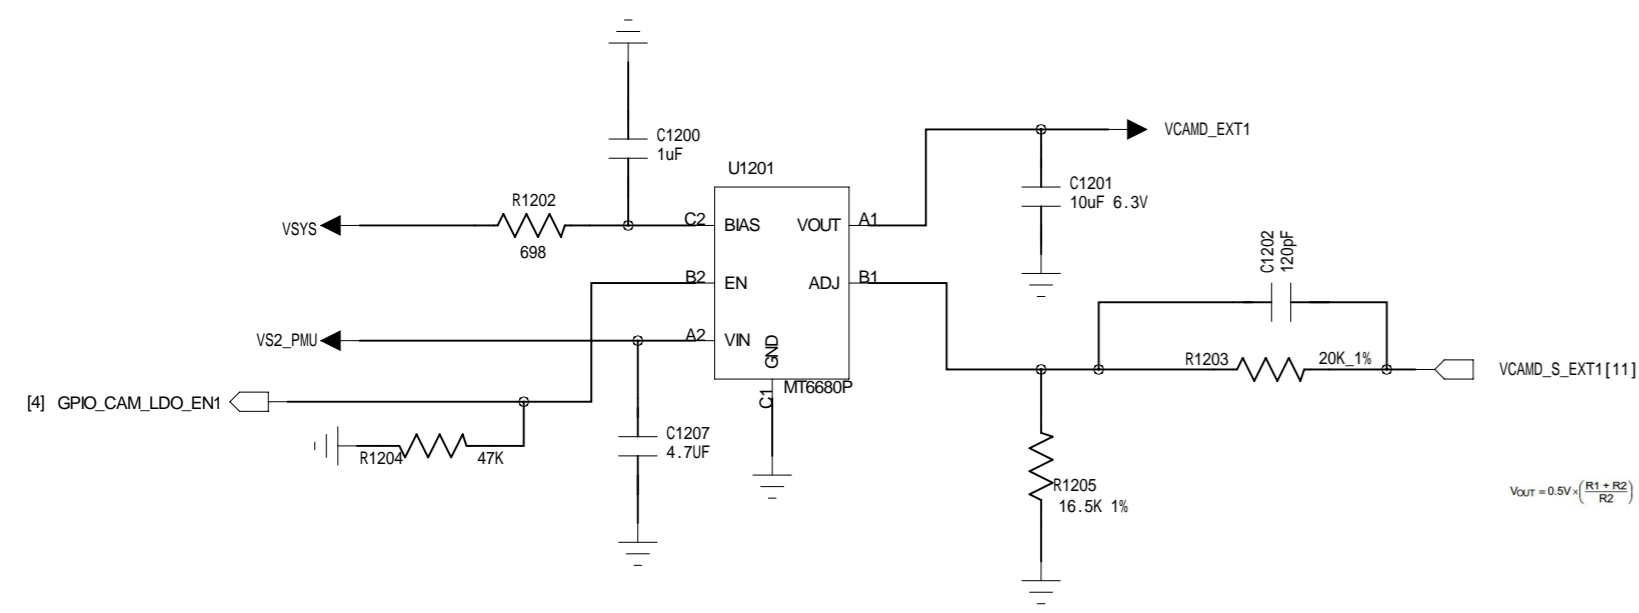 C1200
1uF
U1201
VCAMD_EXT1
C1201
10uF 6.3V
R1202
698
VSYS
C2
BIAS
VOUT
A1
B2
EN
ADJ
B1
VS2_PMU
A2
VIN
GND
C1
MT6680P
C1202
120pF
R1203
20K_1%
VCAMD_S_EXT1[11]
[4] GPIO_CAM_LDO_EN1
R1204
47K
C1207
4.7UF
R1205
16.5K 1%
VOUT = 0.5V × (R1 + R2 / R2)